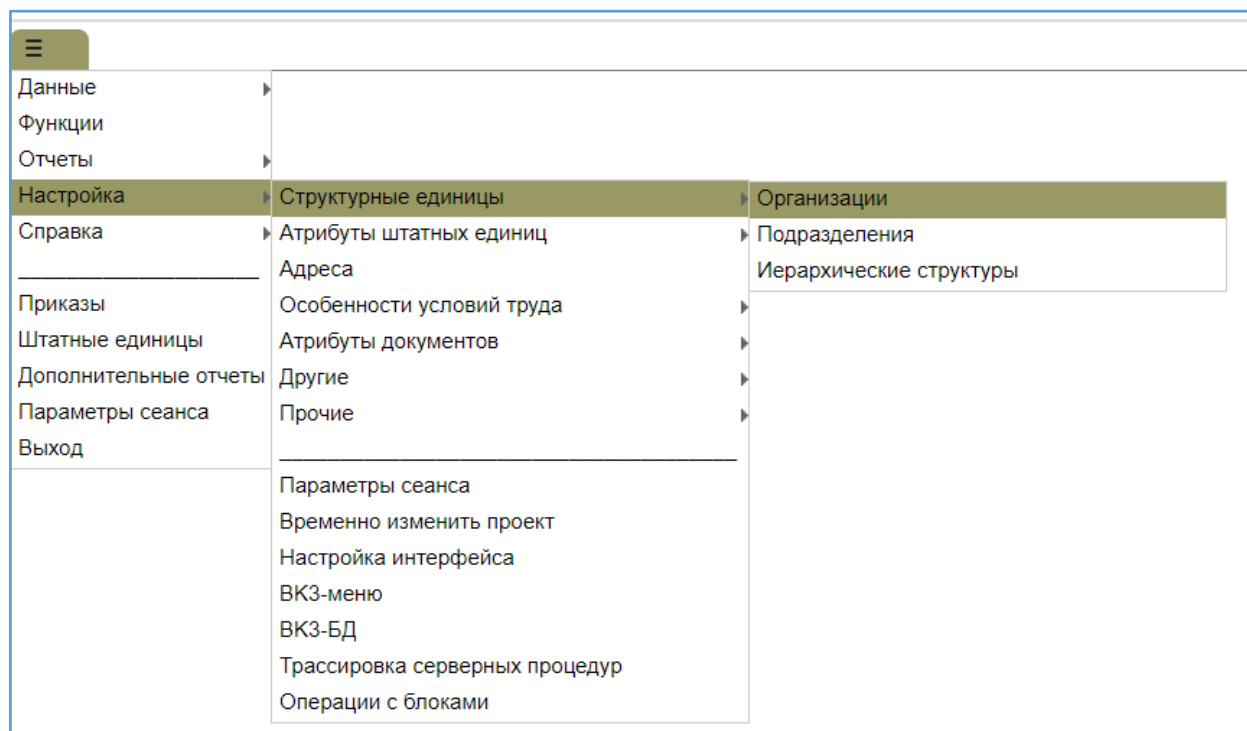 ☰
Данные
Функции
Отчеты
Настройка
Справка
Приказы
Штатные единицы
Дополнительные отчеты
Параметры сеанса
Выход
Структурные единицы
Атрибуты штатных единиц
Адреса
Особенности условий труда
Атрибуты документов
Другие
Прочие
Параметры сеанса
Временно изменить проект
Настройка интерфейса
ВКЗ-меню
ВКЗ-БД
Трассировка серверных процедур
Операции с блоками
Организации
Подразделения
Иерархические структуры